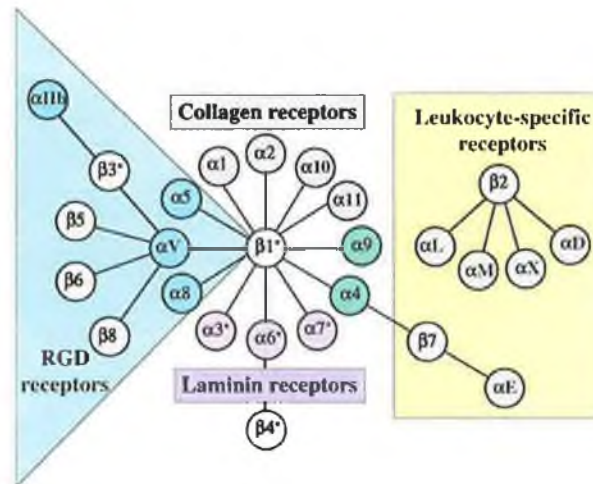 αIIb
Collagen receptors
Leukocyte-specific
receptors
β3*
α1
α2
α10
β2
α5
α11
β5
αV
β1*
α9
αL
αD
αM
αX
β6
α8
α4
β8
α3*
α6*
α7*
β7
RGD
receptors
Laminin receptors
αE
β4*